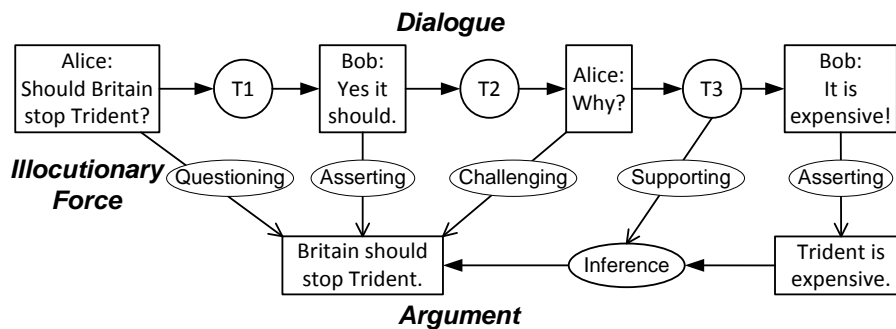 Dialogue
Alice:
Should Britain
stop Trident?
T1
Bob:
Yes it
should.
T2
Alice:
Why?
T3
Bob:
It is
expensive!
Illocutionary
Force
Questioning
Asserting
Challenging
Supporting
Asserting
Britain should
stop Trident.
Inference
Trident is
expensive.
Argument